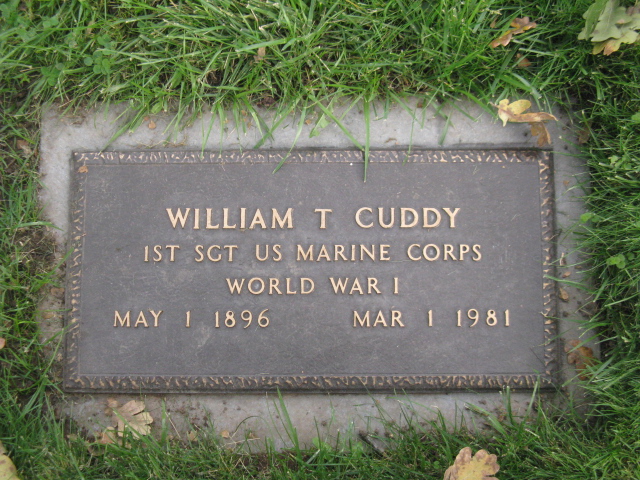 WILLIAM T CUDDY
1ST SGT US MARINE CORPS
WORLD WAR I
MAY 1 1896 MAR 1 1981